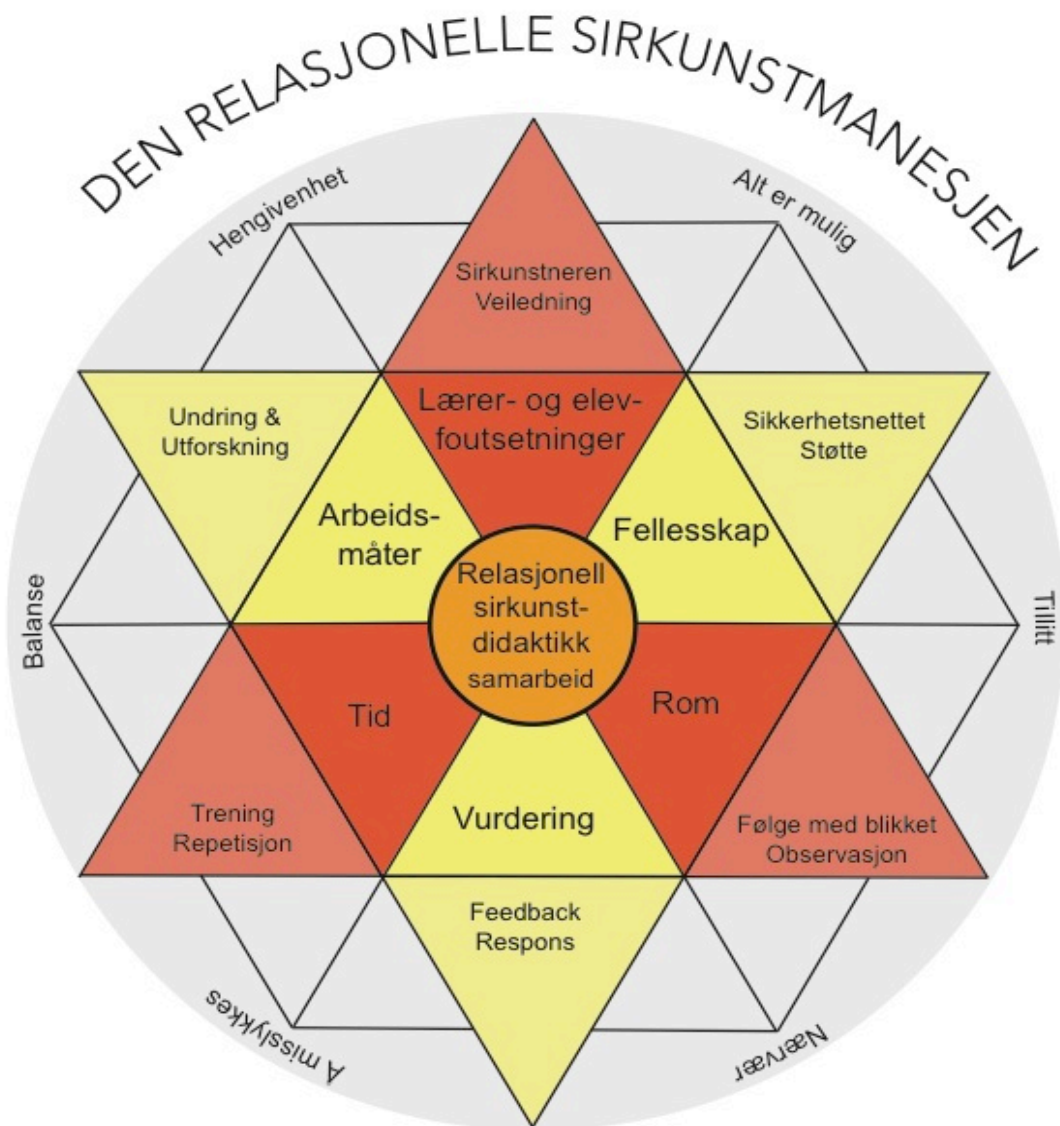 DEN RELASJONELLE SIRKUNSTMANESJEN
Hengivenhet
Alt er mulig
Sirkunstneren
Veiledning
Undring &
Utforskning
Lærer- og elev-
foutsetninger
Sikkerhetsnettet
Støtte
Arbeids-
måter
Fellesskap
Balanse
Relasjonell
sirkunst-
didaktikk
samarbeid
Tillitt
Tid
Rom
Trening
Repetisjon
Vurdering
Følge med blikket
Observasjon
Feedback
Respons
Å misslykkes
Nærvær